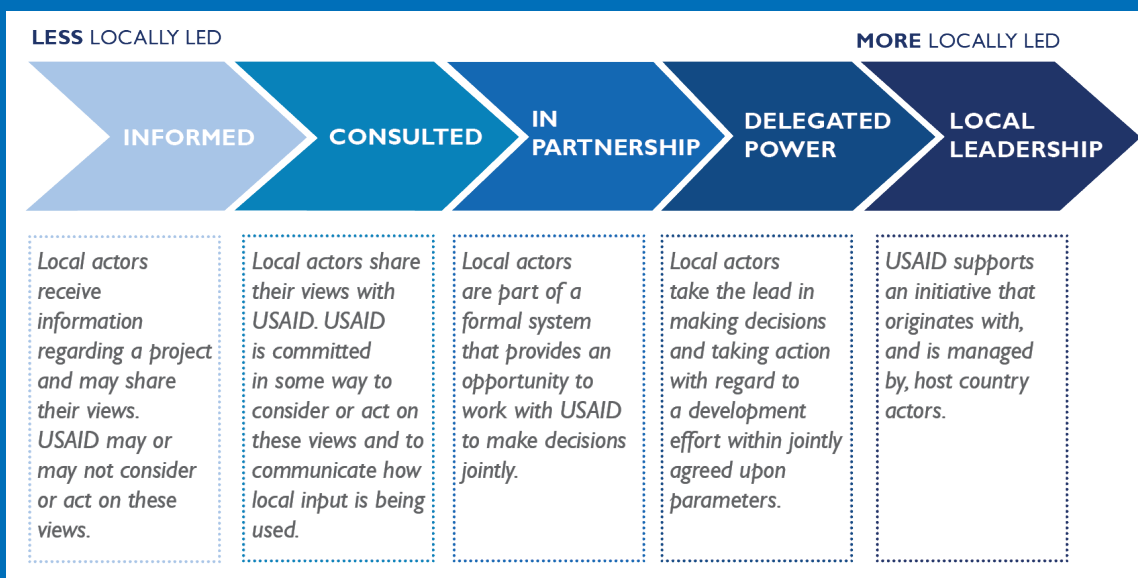 LESS LOCALLY LED
MORE LOCALLY LED
INFORMED
CONSULTED
IN
PARTNERSHIP
DELEGATED
POWER
LOCAL
LEADERSHIP
Local actors
receive
information
regarding a project
and may share
their views.
USAID may or
may not consider
or act on these
views.
Local actors share
their views with
USAID. USAID
is committed
in some way to
consider or act on
these views and to
communicate how
local input is being
used.
Local actors
are part of a
formal system
that provides an
opportunity to
work with USAID
to make decisions
jointly.
Local actors
take the lead in
making decisions
and taking action
with regard to
a development
effort within jointly
agreed upon
parameters.
USAID supports
an initiative that
originates with,
and is managed
by, host country
actors.